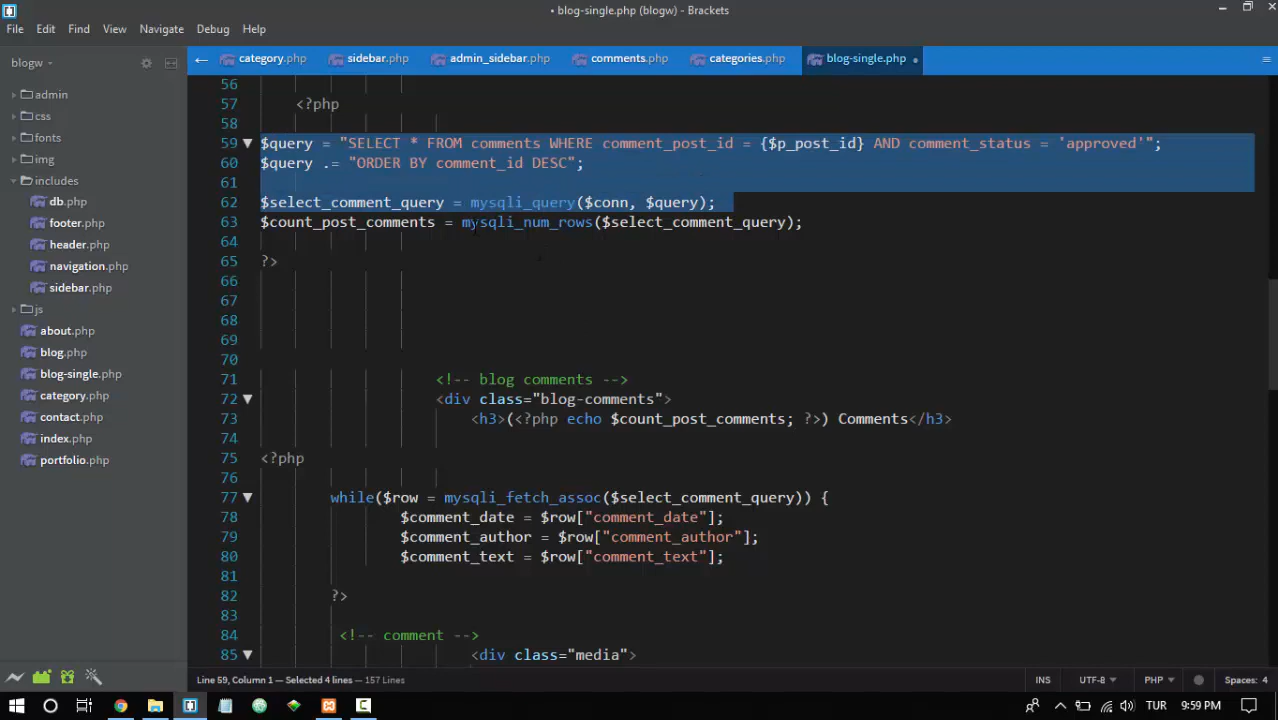 • blog-single.php (blogw) - Brackets
File Edit Find View Navigate Debug Help
blogw
category.php sidebar.php admin_sidebar.php comments.php categories.php blog-single.php
admin
css
fonts
img
includes
db.php
footer.php
header.php
navigation.php
sidebar.php
js
about.php
blog.php
blog-single.php
category.php
contact.php
index.php
portfolio.php
56
57 <?php
58
59 $query = "SELECT * FROM comments WHERE comment_post_id = {$p_post_id} AND comment_status = 'approved'";
60 $query .= "ORDER BY comment_id DESC";
61
62 $select_comment_query = mysqli_query($conn, $query);
63 $count_post_comments = mysqli_num_rows($select_comment_query);
64
65 ?>
66
67
68
69
70
71 <!-- blog comments -->
72 <div class="blog-comments">
73 <h3>(<?php echo $count_post_comments; ?>) Comments</h3>
74
75 <?php
76
77 while($row = mysqli_fetch_assoc($select_comment_query)) {
78 $comment_date = $row["comment_date"];
79 $comment_author = $row["comment_author"];
80 $comment_text = $row["comment_text"];
81
82 ?>
83
84 <!-- comment -->
85 <div class="media">
Line 59, Column 1 — Selected 4 lines — 157 Lines
INS UTF-8 PHP Spaces: 4
TUR 9:59 PM